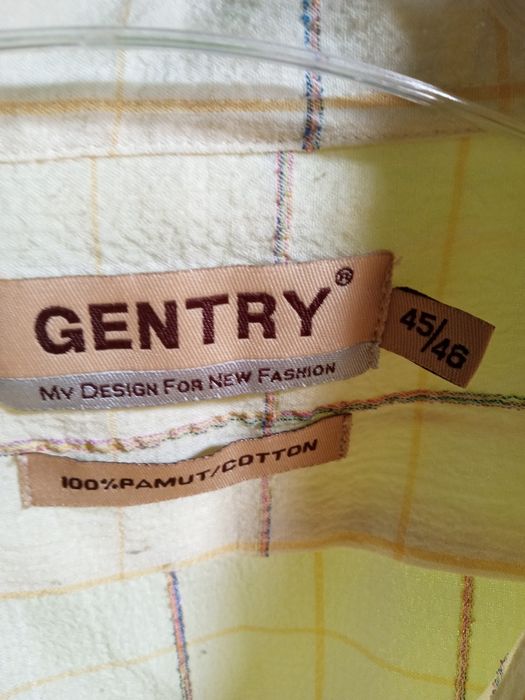 GENTRY®
MY DESIGN FOR NEW FASHION
45/46
100%PAMUT/COTTON